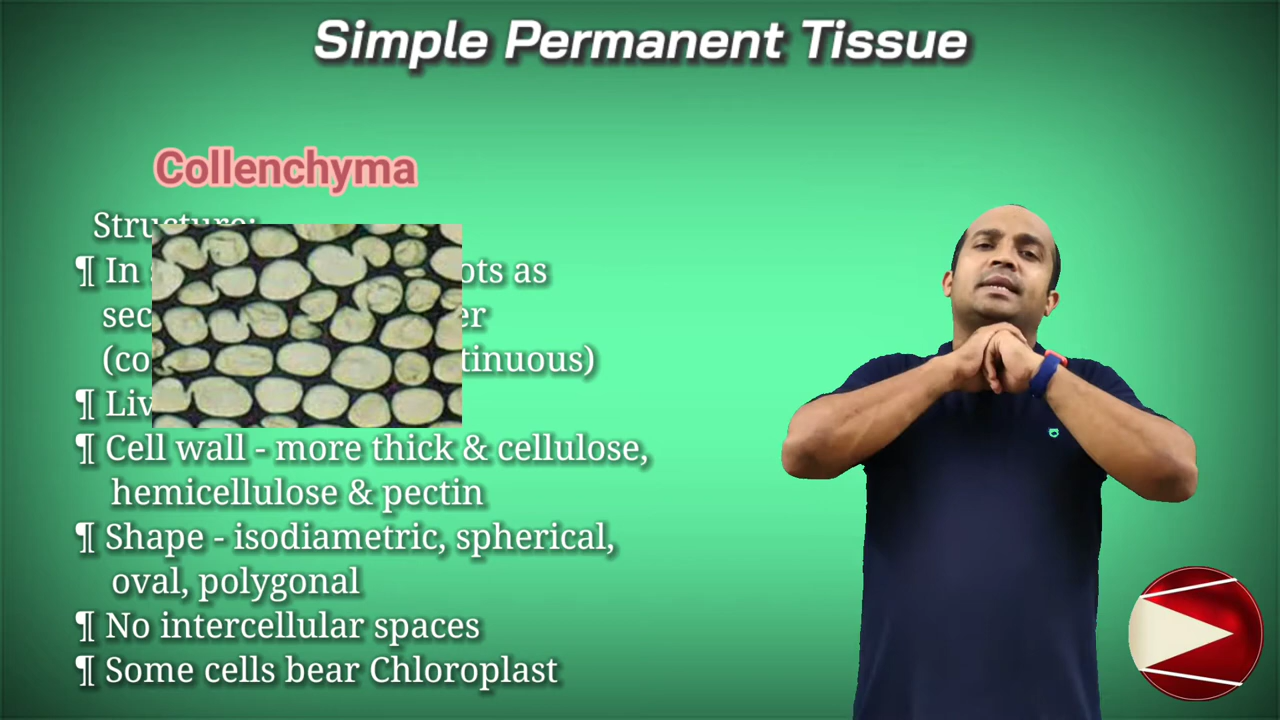 Simple Permanent Tissue
Collenchyma
Structure:
¶ In ots as
sec er
(co tinuous)
¶ Liv
¶ Cell wall - more thick & cellulose,
hemicellulose & pectin
¶ Shape - isodiametric, spherical,
oval, polygonal
¶ No intercellular spaces
¶ Some cells bear Chloroplast